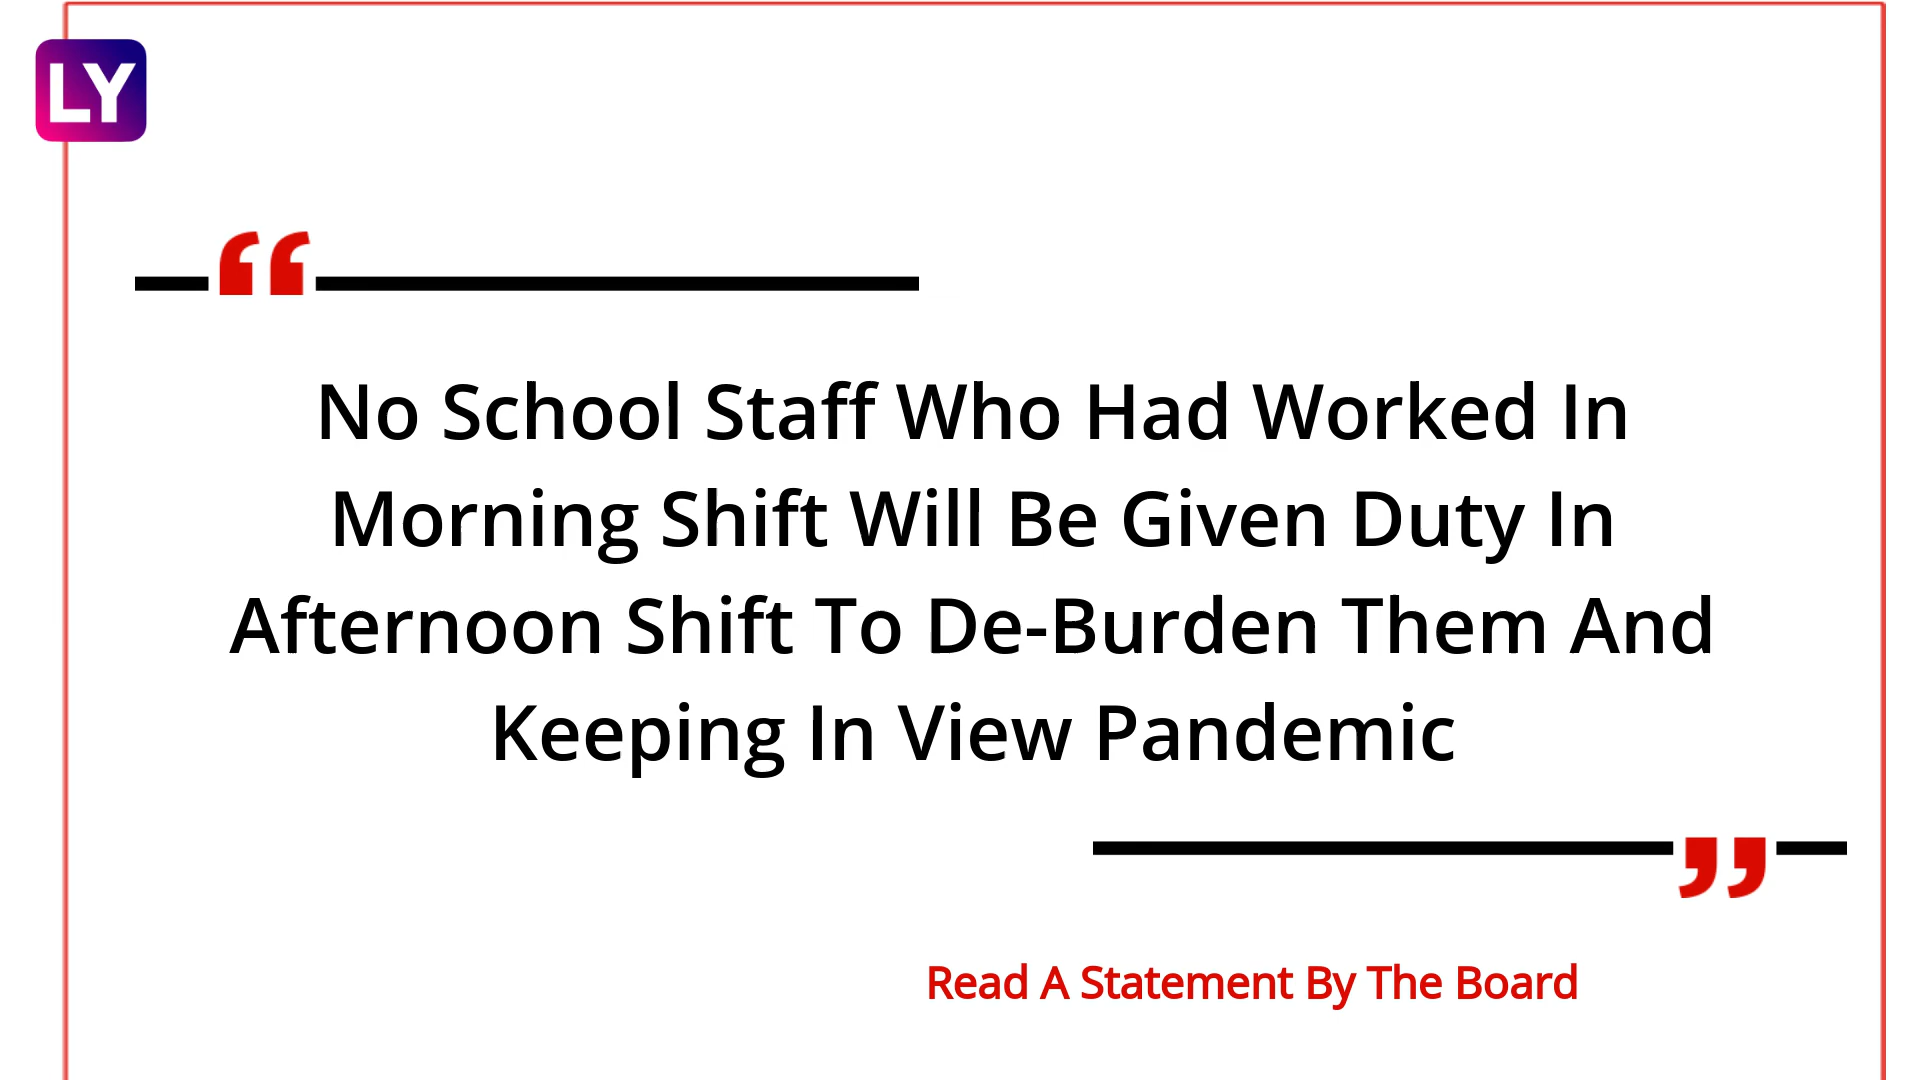 LY
“
No School Staff Who Had Worked In
Morning Shift Will Be Given Duty In
Afternoon Shift To De-Burden Them And
Keeping In View Pandemic
”
Read A Statement By The Board